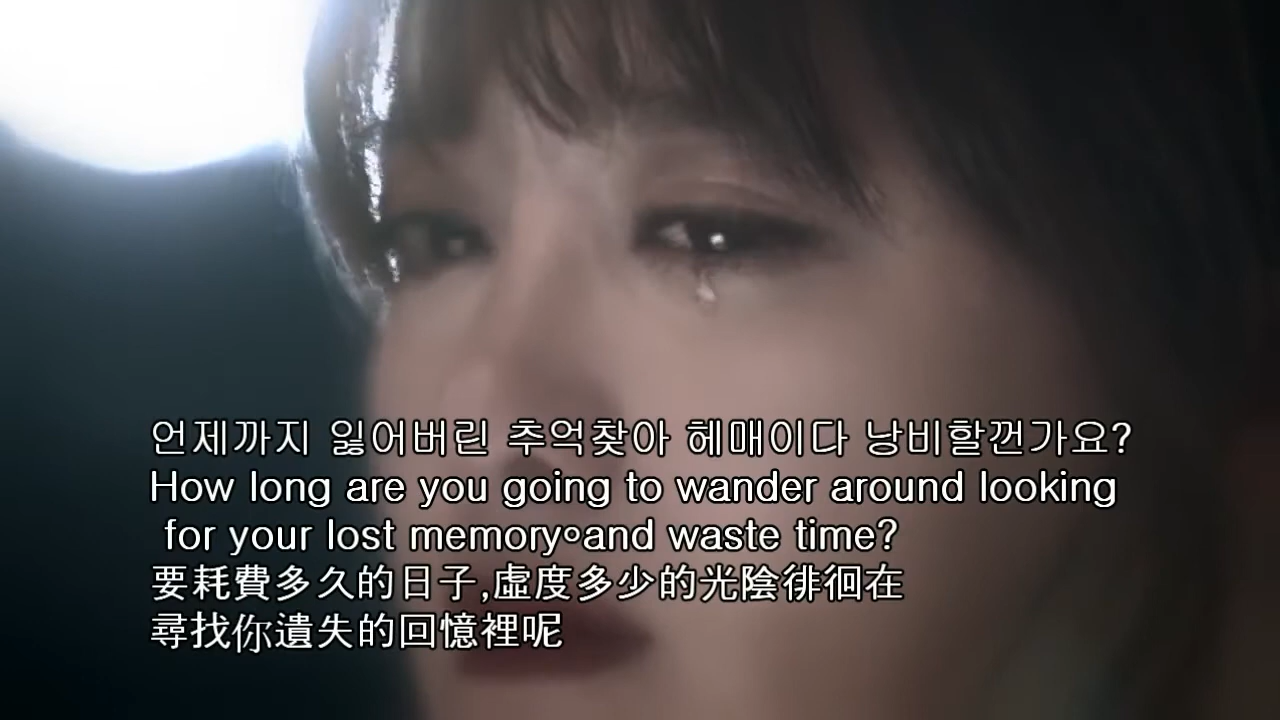 언제까지 잃어버린 추억찾아 헤매이다 낭비할껀가요?
How long are you going to wander around looking
for your lost memory∘and waste time?
要耗費多久的日子,虛度多少的光陰徘徊在
尋找你遺失的回憶裡呢